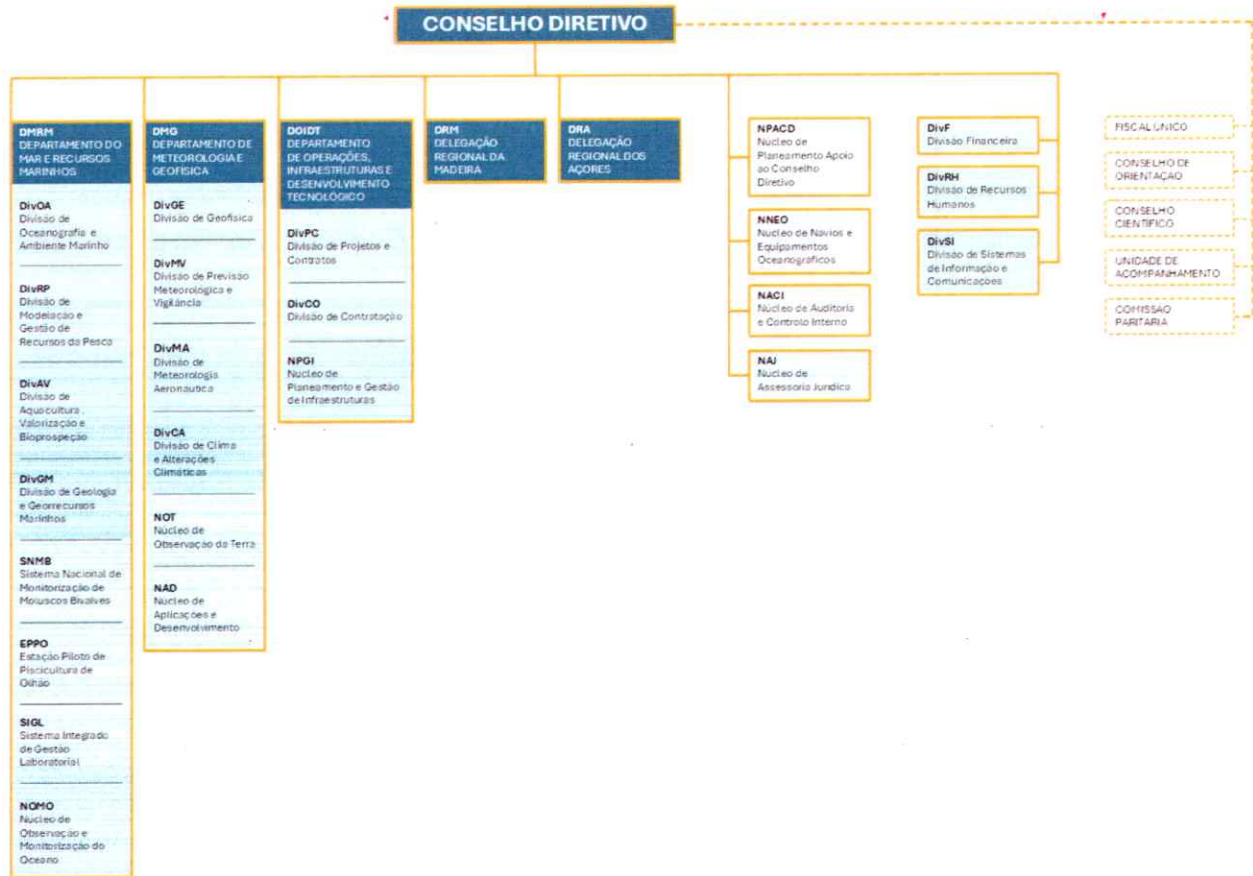 CONSELHO DIRETIVO
DMRM
DEPARTAMENTO DO
MAR E RECURSOS
MARINHOS
DivOA
Divisão de
Oceanografia e
Ambiente Marinho
DivRP
Divisão de
Modelação e
Gestão de
Recursos da Pesca
DivAV
Divisão de
Aquacultura,
Valorização e
Bioprospeção
DivGM
Divisão de Geologia
e Georrecursos
Marinhos
SNMB
Sistema Nacional de
Monitorização de
Moluscos Bivalves
EPPO
Estação Piloto de
Piscicultura de
Olhão
SIGL
Sistema Integrado
de Gestão
Laboratorial
NOMO
Núcleo de
Observação e
Monitorização do
Oceano
DMG
DEPARTAMENTO DE
METEOROLOGIA E
GEOFÍSICA
DivGE
Divisão de Geofísica
DivMV
Divisão de Previsão
Meteorológica e
Vigilância
DivMA
Divisão de
Meteorologia
Aeronautica
DivCA
Divisão de Clima
e Alterações
Climáticas
NOT
Núcleo de
Observação da Terra
NAD
Núcleo de
Aplicações e
Desenvolvimento
DOIDT
DEPARTAMENTO
DE OPERAÇÕES,
INFRAESTRUTURAS E
DESENVOLVIMENTO
TECNOLÓGICO
DivPC
Divisão de Projetos e
Contratos
DivCO
Divisão de Contratação
NPGI
Nucleo de
Planeamento e Gestão
de Infraestruturas
DRM
DELEGAÇÃO
REGIONAL DA
MADEIRA
DRA
DELEGAÇÃO
REGIONAL DOS
AÇORES
NPACD
Nucleo de
Planeamento Apoio
ao Conselho
Diretivo
NNEO
Nucleo de Navios e
Equipamentos
Oceanográficos
NACI
Núcleo de Auditoria
e Controlo Interno
NAJ
Nucleo de
Assessoria Jurídica
DivF
Divisão Financeira
DivRH
Divisão de Recursos
Humanos
DivSI
Divisão de Sistemas
de Informação e
Comunicações
FISCAL ÚNICO
CONSELHO DE
ORIENTAÇÃO
CONSELHO
CIENTÍFICO
UNIDADE DE
ACOMPANHAMENTO
COMISSÃO
PARITÁRIA